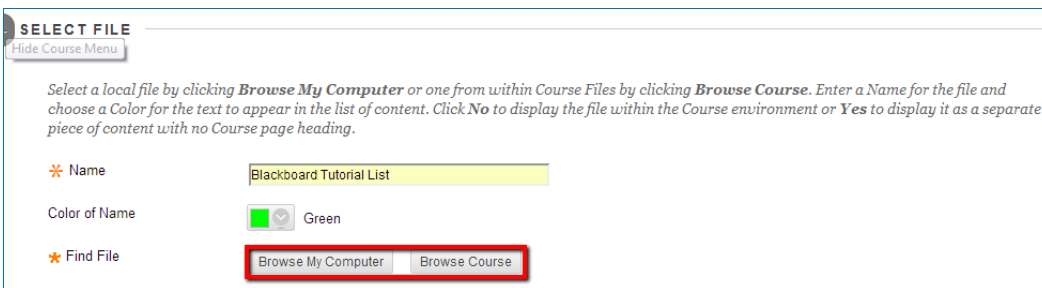 SELECT FILE
Hide Course Menu
Select a local file by clicking Browse My Computer or one from within Course Files by clicking Browse Course. Enter a Name for the file and
choose a Color for the text to appear in the list of content. Click No to display the file within the Course environment or Yes to display it as a separate
piece of content with no Course page heading.
Name
Blackboard Tutorial List
Color of Name
Green
Find File
Browse My Computer
Browse Course